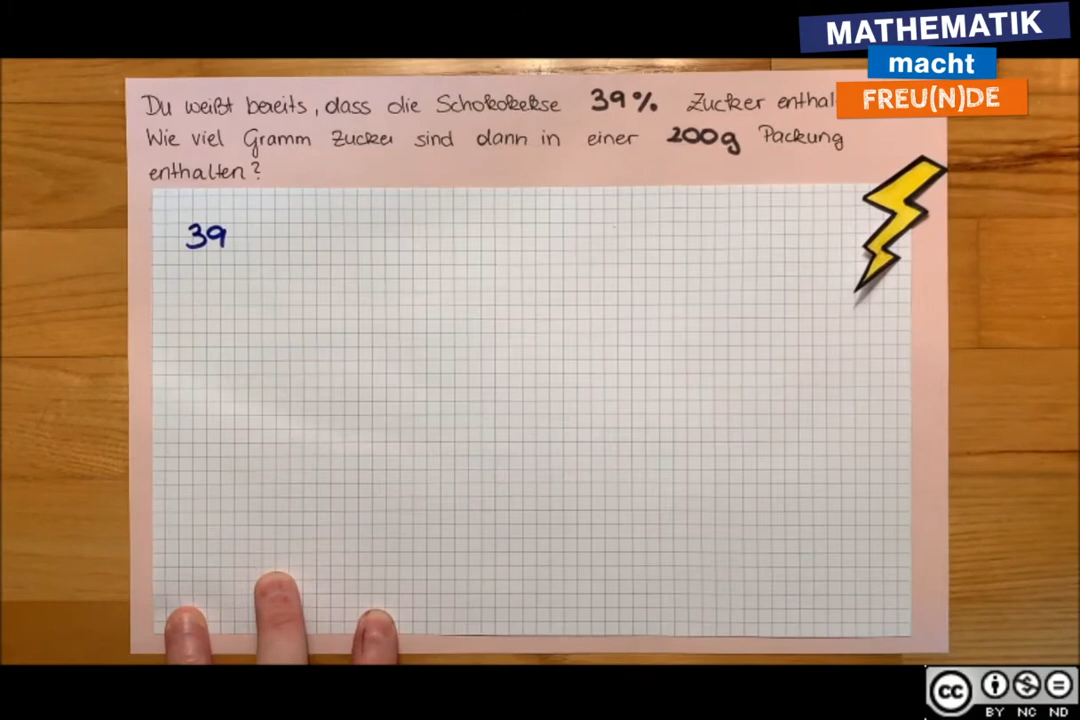 MATHEMATIK
macht
FREU(N)DE
Du weißt bereits, dass die Schokokekse 39% Zucker enthal
Wie viel Gramm Zucker sind dann in einer 200g Packung
enthalten?
39
cc
BY NC ND